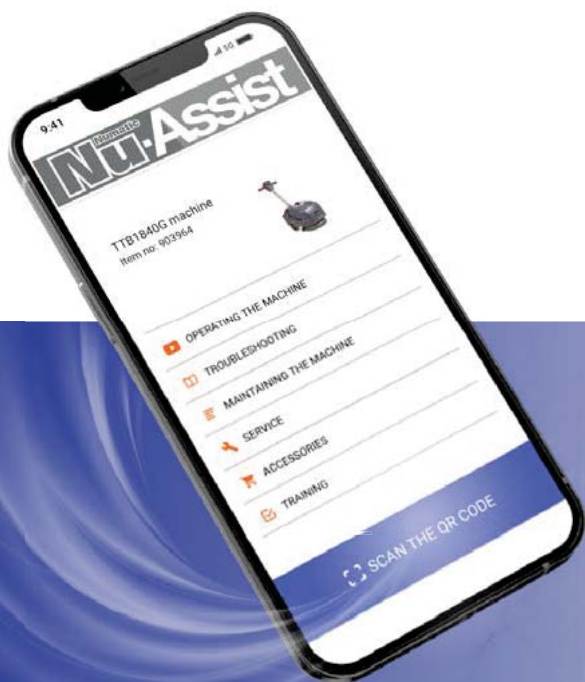 9:41
5G
Numatic
Nu-Assist
TTB1840G machine
Item no: 903964
OPERATING THE MACHINE
TROUBLESHOOTING
MAINTAINING THE MACHINE
SERVICE
ACCESSORIES
TRAINING
SCAN THE QR CODE